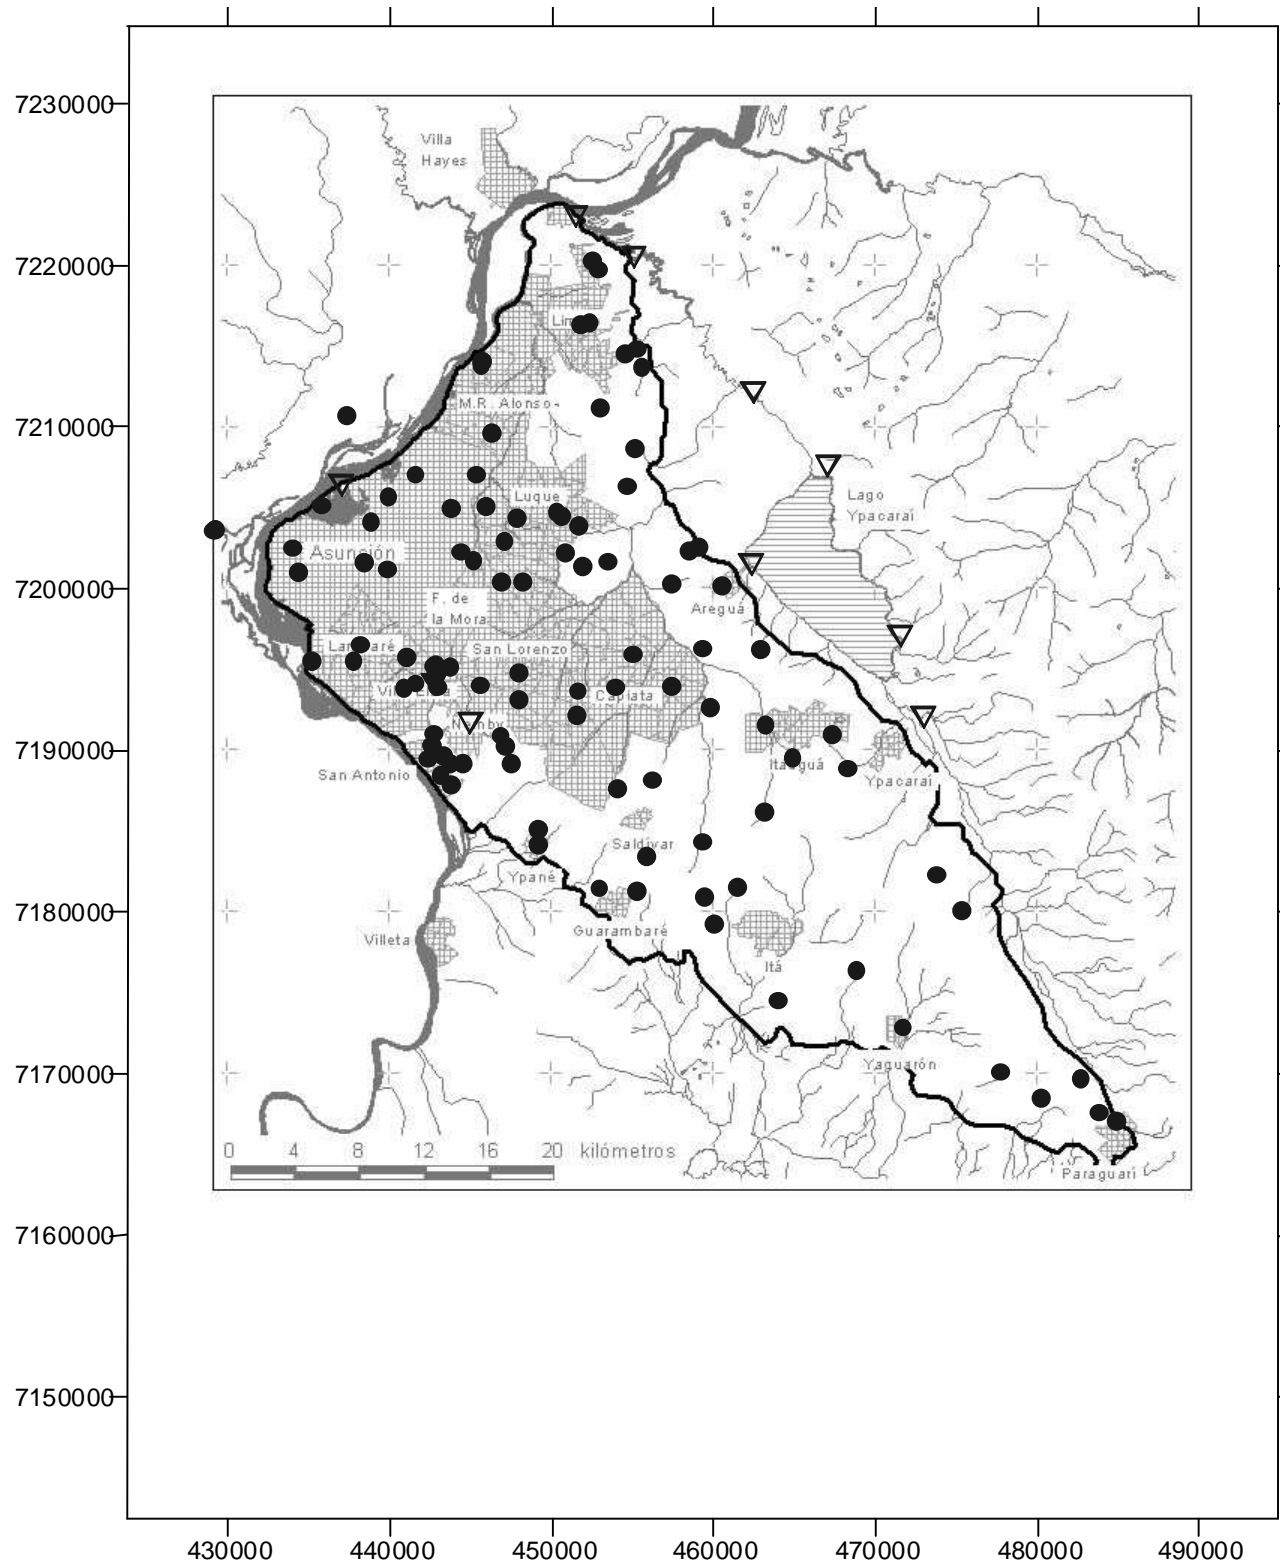 7230000
Villa
Hayes
7220000
7210000
M.R. Alonso
Luque
Lago
Ypacaraí
Asunción
7200000
Areguá
F. de
la Mora
San Lorenzo
Capiata
7190000
San Antonio
Ypacaraí
Saldívar
Ypané
7180000
Guarambaré
Villeta
Itá
7170000
Yaguarón
0 4 8 12 16 20 kilómetros
Paraguarí
7160000
7150000
430000 440000 450000 460000 470000 480000 490000